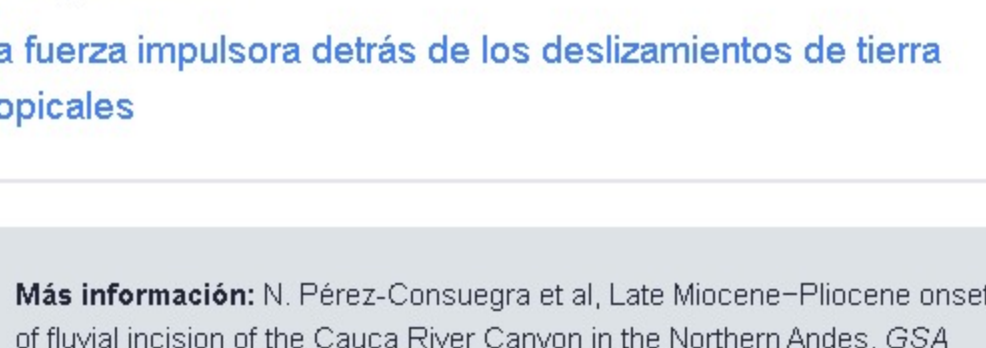 a fuerza impulsora detrás de los deslizamientos de tierra
opicales
Más información: N. Pérez-Consuegra et al, Late Miocene–Pliocene onset
of fluvial incision of the Cauca River Canyon in the Northern Andes, GSA